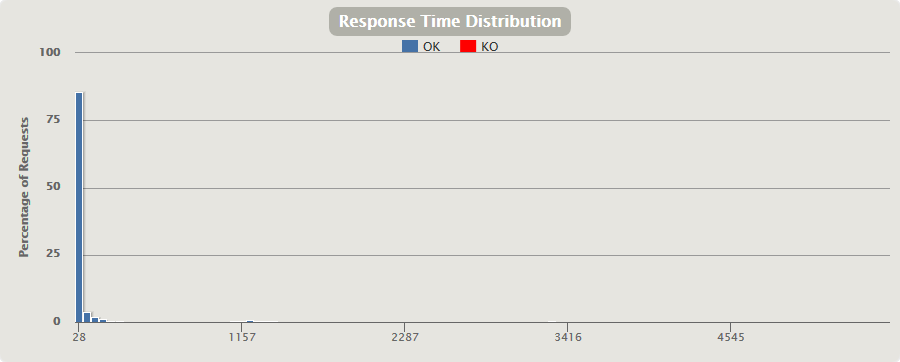 Response Time Distribution
OK KO
Percentage of Requests
100
75
50
25
0
28 1157 2287 3416 4545